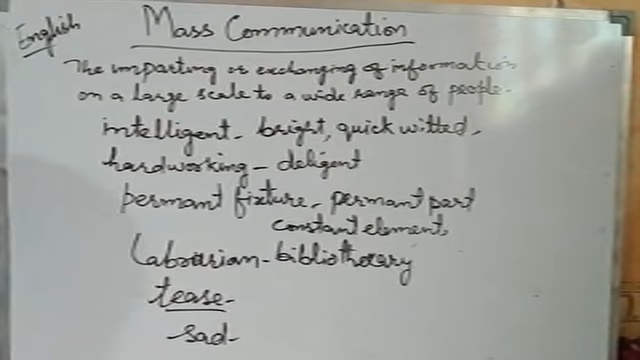 English
Mass Communication
The imparting or exchanging of information
on a large scale to a wide range of people.
intelligent - bright, quick witted -
hardworking - deligent
permant fixture - permant part
constant element,
- bibliothecary
tease -
sad -